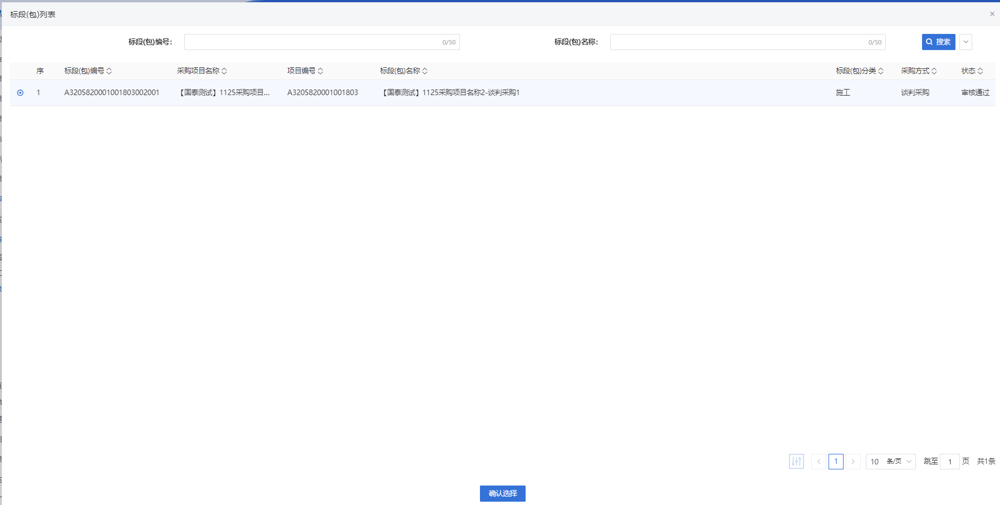 标段(包)列表
标段(包)编号： 0/50 标段(包)名称： 0/50 搜索
序 标段(包)编号 采购项目名称 项目编号 标段(包)名称 标段(包)分类 采购方式 状态
1 A3205820001001803002001 【国泰测试】1125采购项目... A3205820001001803 【国泰测试】1125采购项目名称2-谈判采购1 施工 谈判采购 审核通过
1 10 条/页 跳至 1 页 共1条
确认选择